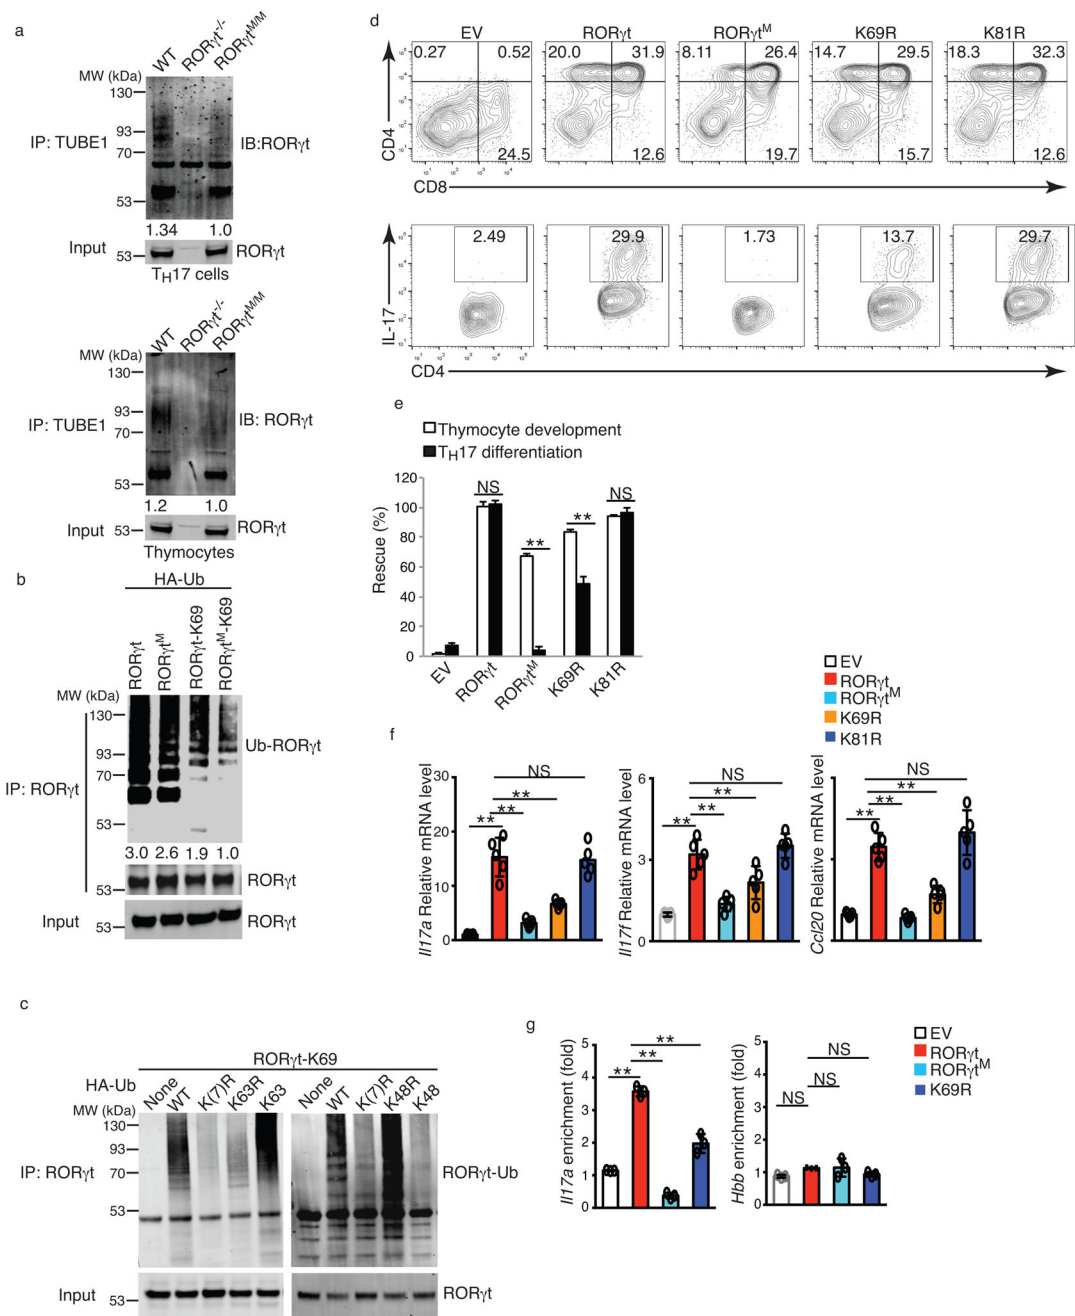 a
WT
RORγt-/-
RORγtM/M
MW (kDa)
130
93
70
53
IP: TUBE1
IB:RORγt
1.34
1.0
Input
53
RORγt
TH17 cells
WT
RORγt-/-
RORγtM/M
MW (kDa)
130
93
70
53
IP: TUBE1
IB: RORγt
1.2
1.0
Input
53
RORγt
Thymocytes
b
HA-Ub
RORγt
RORγtM
RORγt-K69
RORγtM-K69
MW (kDa)
130
93
70
53
IP: RORγt
Ub-RORγt
3.0 2.6 1.9 1.0
53
RORγt
Input
53
RORγt
c
RORγt-K69
HA-Ub
None
WT
K(7)R
K63R
K63
None
WT
K(7)R
K48R
K48
MW (kDa)
130
93
70
53
IP: RORγt
RORγt-Ub
Input
53
RORγt
d
EV
RORγt
RORγtM
K69R
K81R
0.27 0.52
24.5
20.0 31.9
12.6
8.11 26.4
19.7
14.7 29.5
15.7
18.3 32.3
12.6
CD4
CD8
2.49
29.9
1.73
13.7
29.7
IL-17
CD4
e
Thymocyte development
TH17 differentiation
Rescue (%)
120
100
80
60
40
20
0
NS
**
**
NS
EV
RORγt
RORγtM
K69R
K81R
f
EV
RORγt
RORγtM
K69R
K81R
Il17a Relative mRNA level
30
20
10
0
NS
**
**
**
Il17f Relative mRNA level
6
3
0
NS
**
**
**
Ccl20 Relative mRNA level
NS
**
**
**
g
EV
RORγt
RORγtM
K69R
Il17a enrichment (fold)
5
4
3
2
1
0
**
**
**
Hbb enrichment (fold)
5
4
3
2
1
0
NS
NS
NS